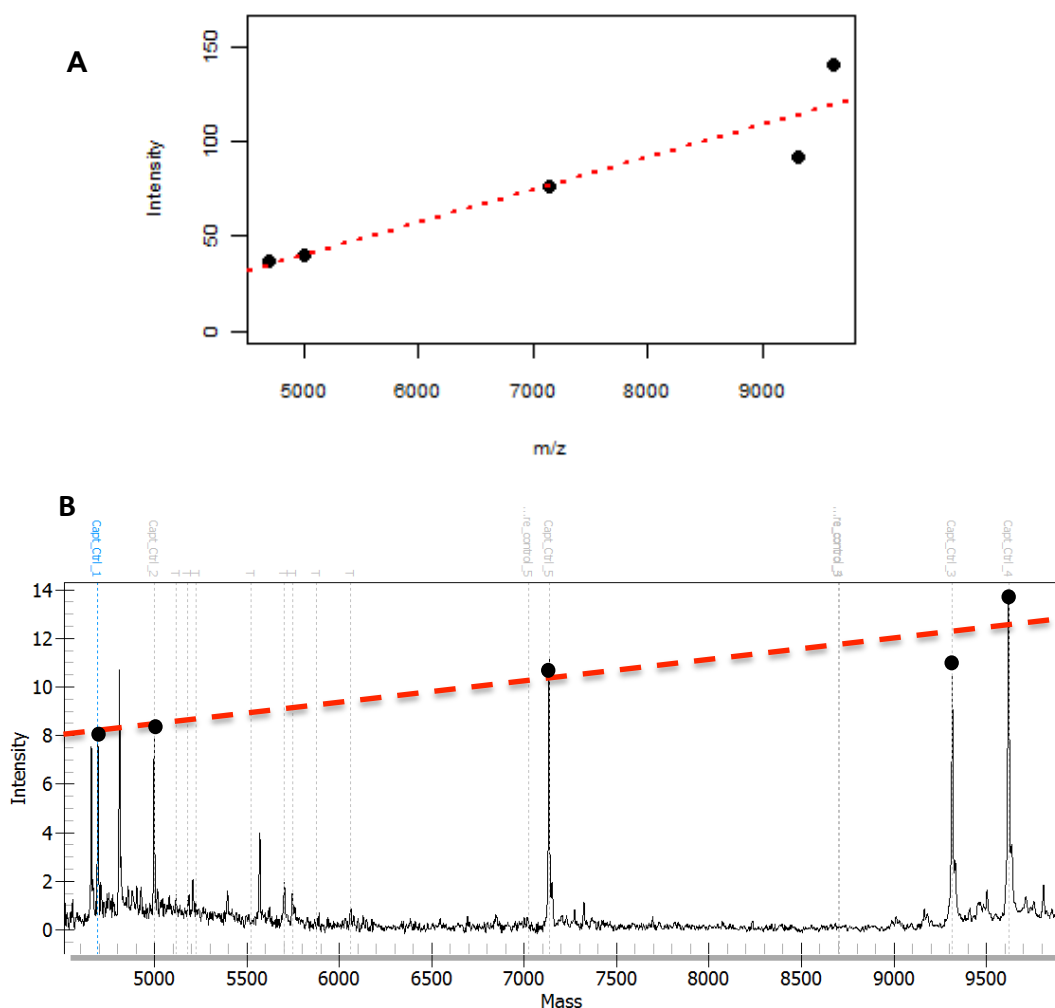 A
150
100
50
0
Intensity
5000 6000 7000 8000 9000
m/z
B
Capt_Ctrl_1
Capt_Ctrl_2
T
T
T
T
T
T
T
T
...re_control_5
Capt_Ctrl_5
Capt_Ctrl_3
Capt_Ctrl_4
14
12
10
8
6
4
2
0
Intensity
5000 5500 6000 6500 7000 7500 8000 8500 9000 9500
Mass